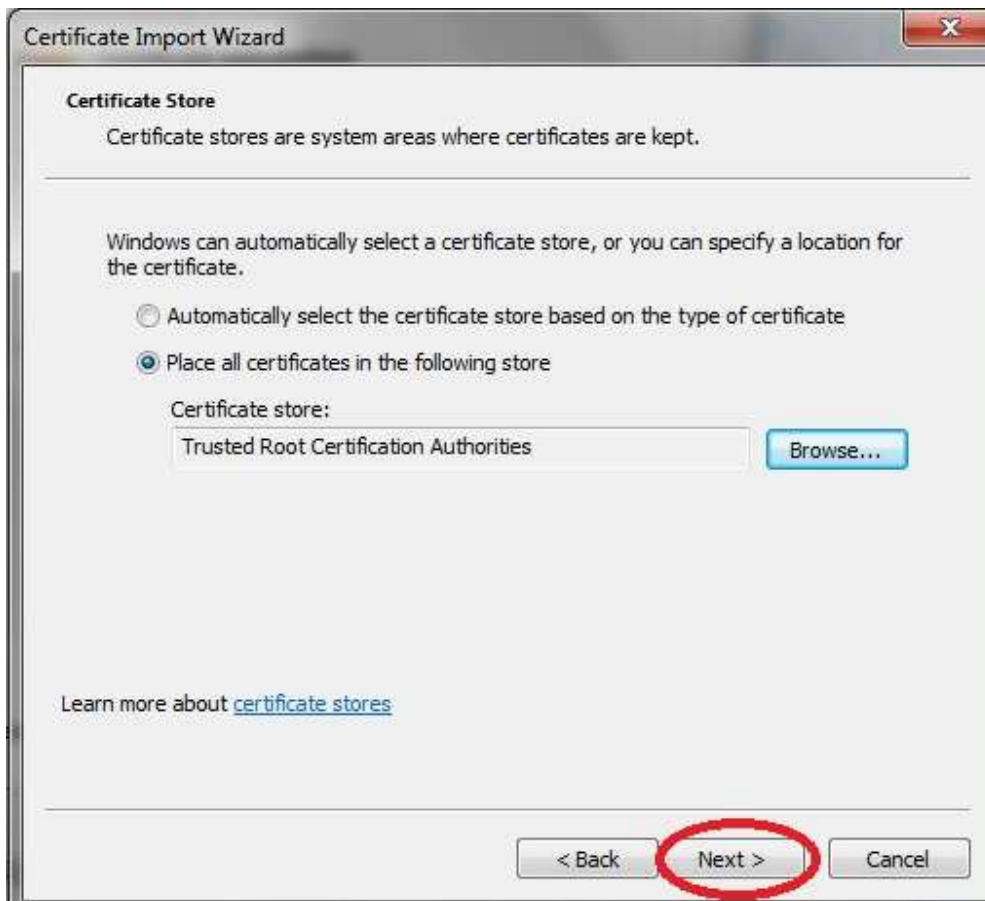 Certificate Import Wizard
Certificate Store
Certificate stores are system areas where certificates are kept.
Windows can automatically select a certificate store, or you can specify a location for
the certificate.
Automatically select the certificate store based on the type of certificate
Place all certificates in the following store
Certificate store:
Trusted Root Certification Authorities
Browse...
Learn more about certificate stores
< Back Next > Cancel